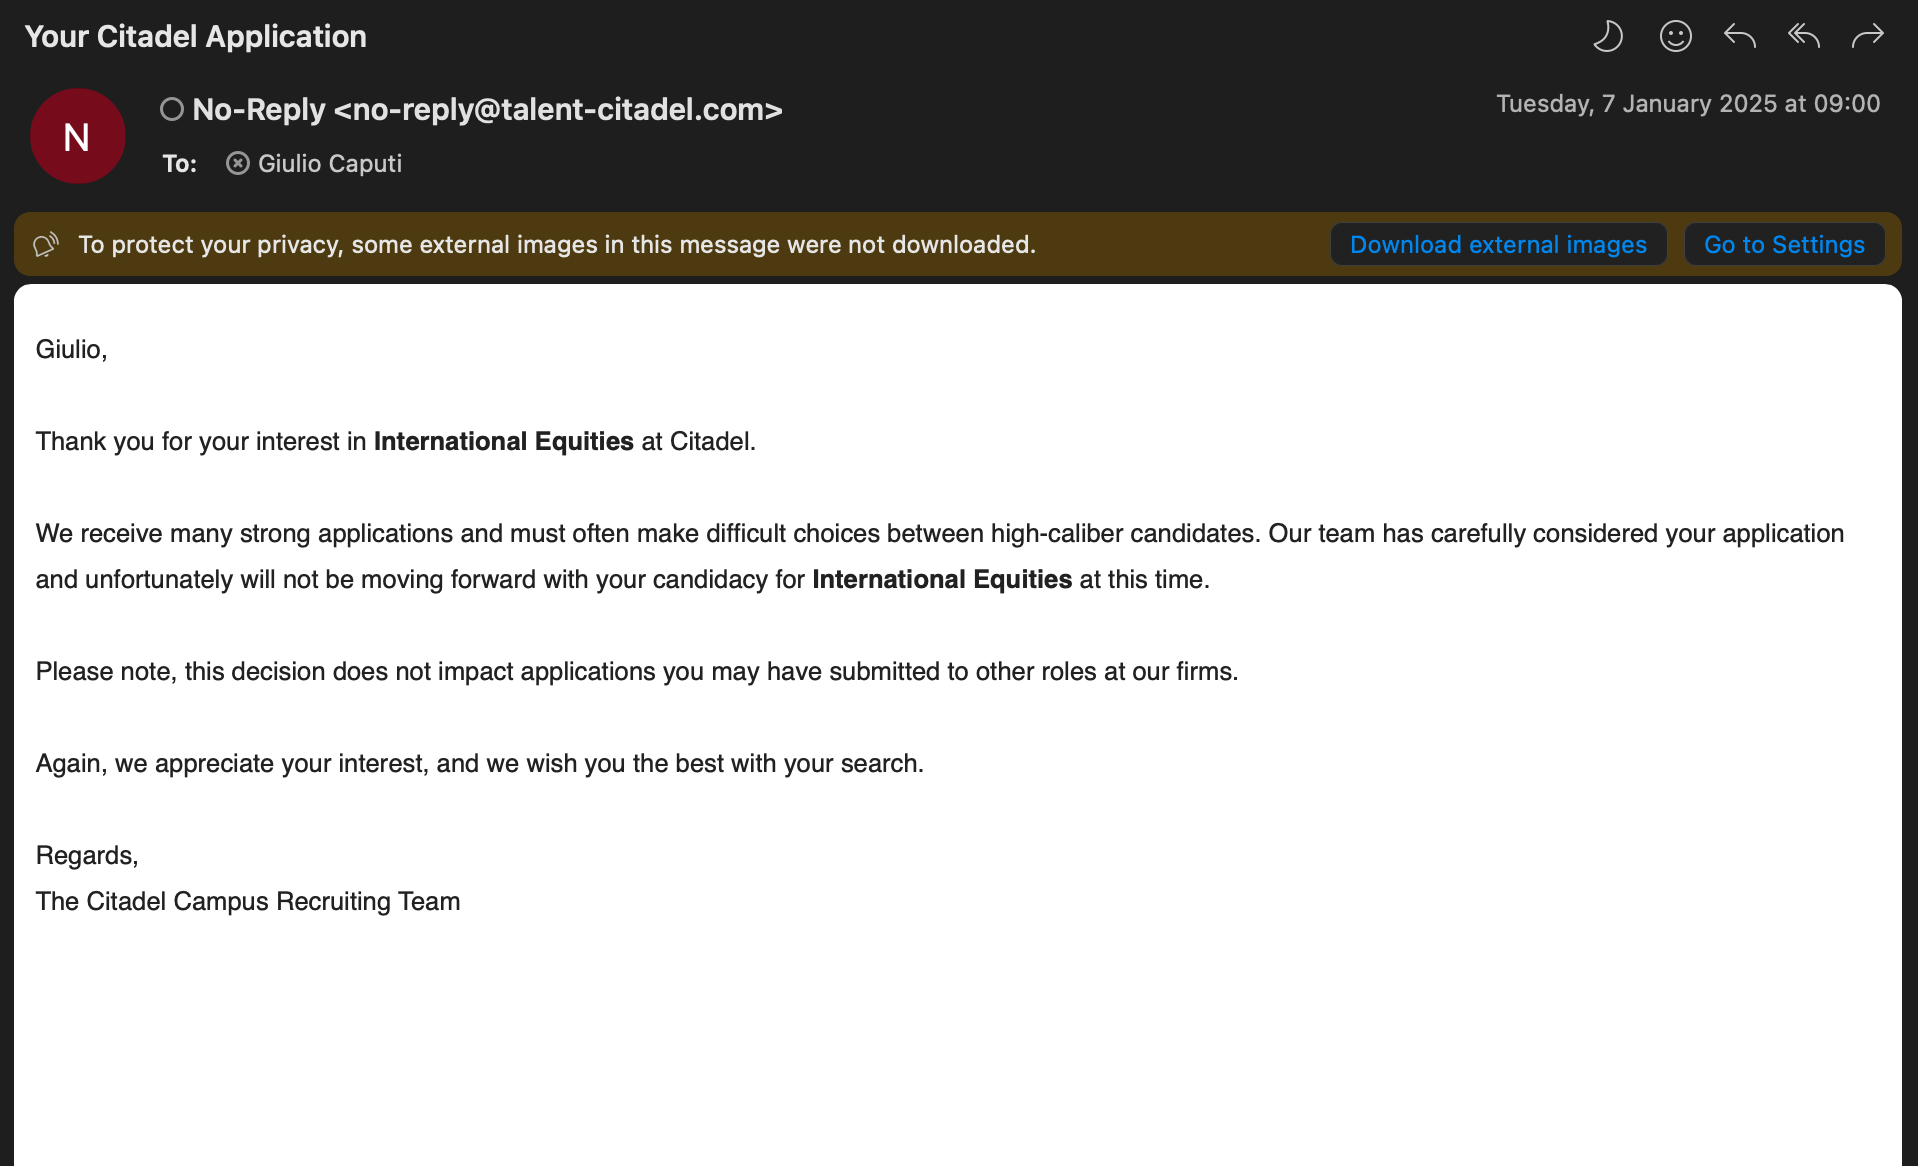 Your Citadel Application
N
No-Reply <no-reply@talent-citadel.com>
Tuesday, 7 January 2025 at 09:00
To: Giulio Caputi
To protect your privacy, some external images in this message were not downloaded.
Download external images
Go to Settings
Giulio,
Thank you for your interest in International Equities at Citadel.
We receive many strong applications and must often make difficult choices between high-caliber candidates. Our team has carefully considered your application
and unfortunately will not be moving forward with your candidacy for International Equities at this time.
Please note, this decision does not impact applications you may have submitted to other roles at our firms.
Again, we appreciate your interest, and we wish you the best with your search.
Regards,
The Citadel Campus Recruiting Team